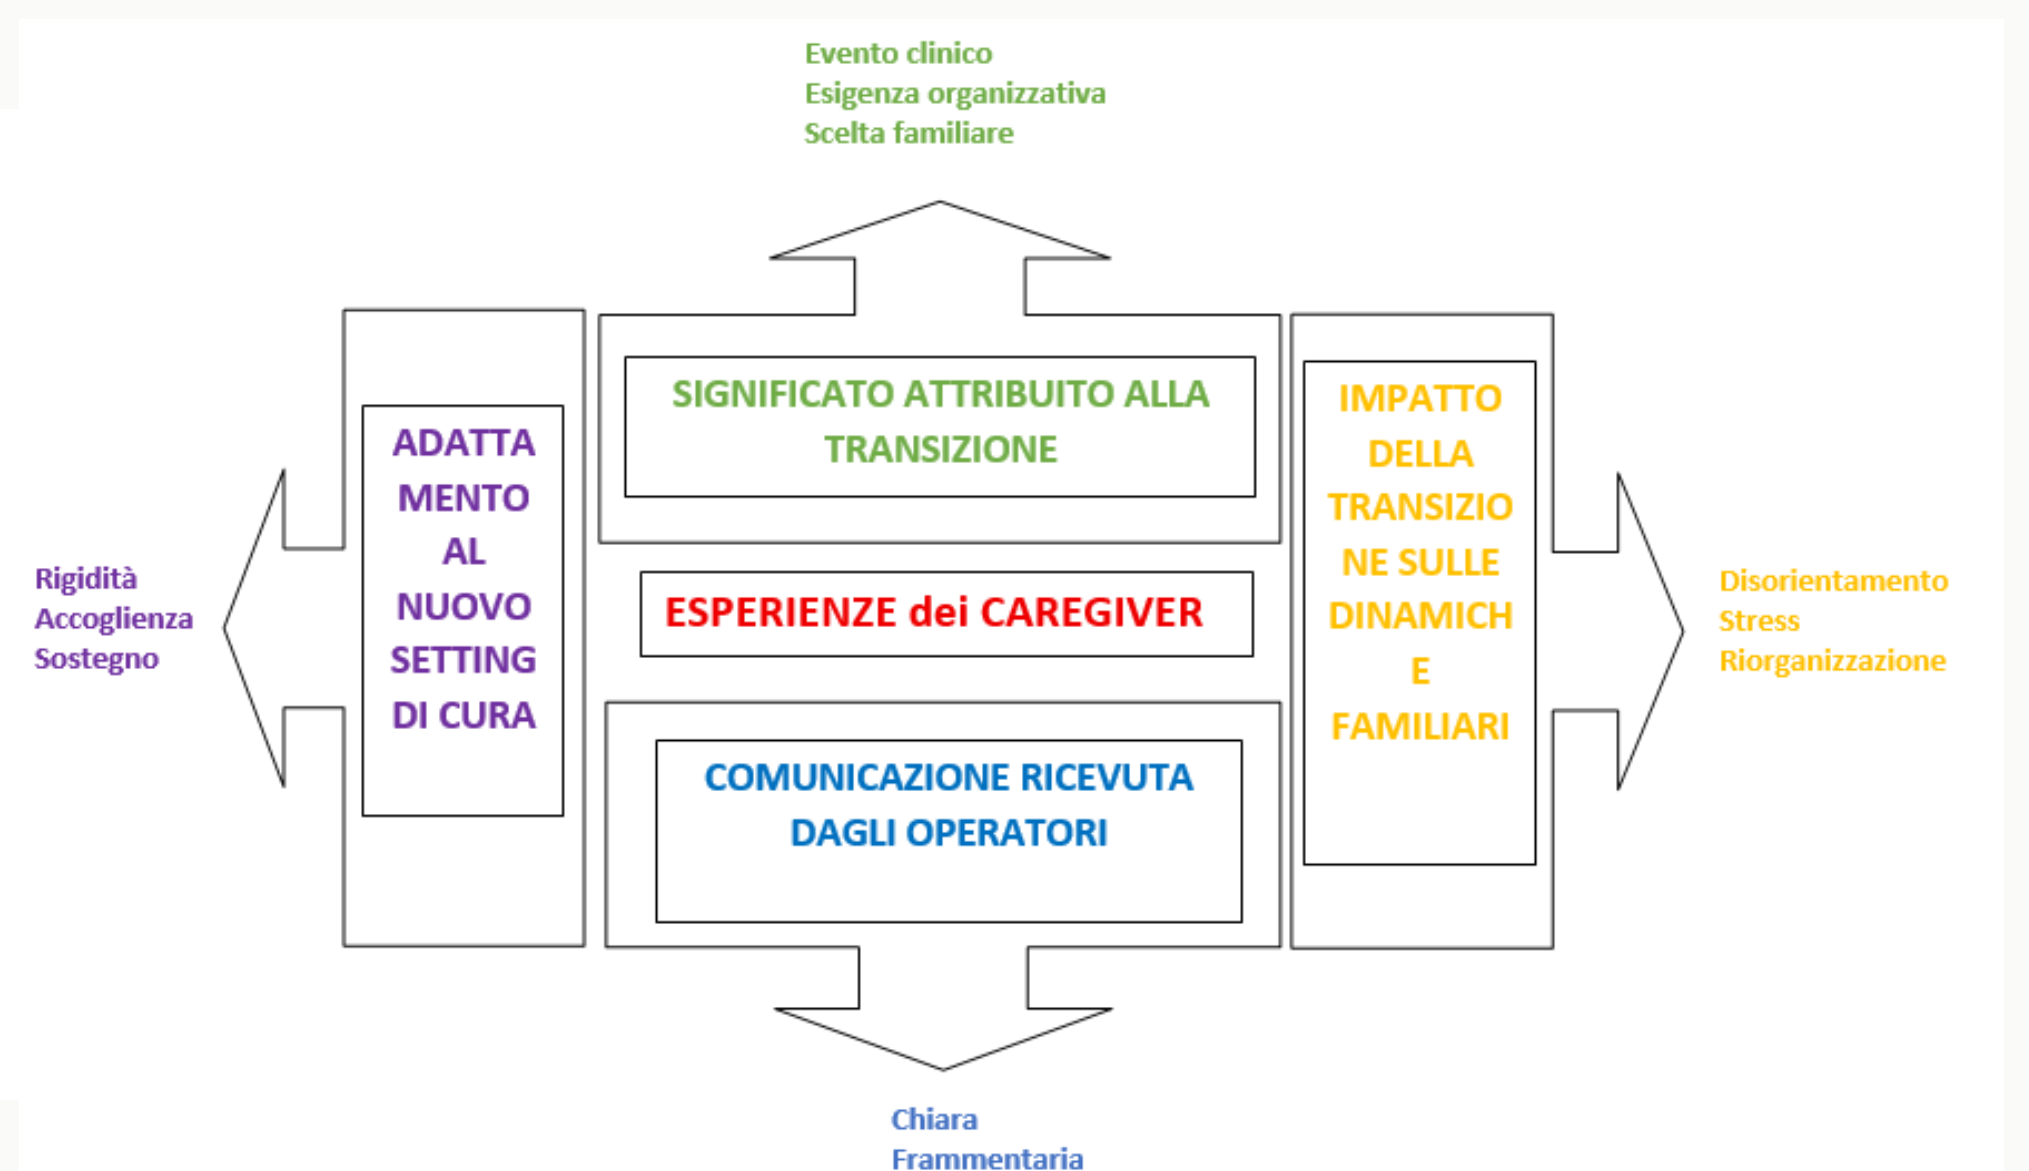 Evento clinico
Esigenza organizzativa
Scelta familiare
SIGNIFICATO ATTRIBUITO ALLA
TRANSIZIONE
ADATTA
MENTO
AL
NUOVO
SETTING
DI CURA
Rigidità
Accoglienza
Sostegno
ESPERIENZE dei CAREGIVER
IMPATTO
DELLA
TRANSIZIO
NE SULLE
DINAMICH
E
FAMILIARI
Disorientamento
Stress
Riorganizzazione
COMUNICAZIONE RICEVUTA
DAGLI OPERATORI
Chiara
Frammentaria